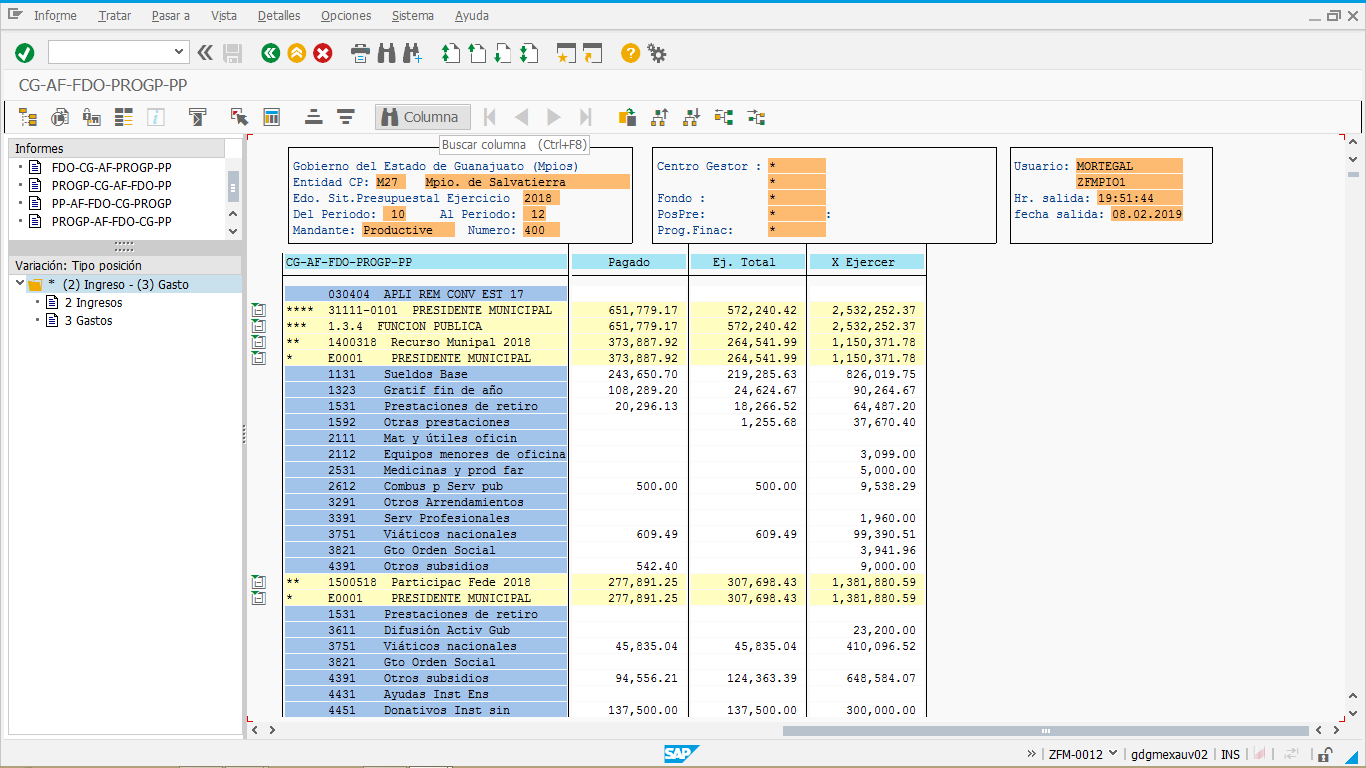 Informe Tratar Pasar a Vista Detalles Opciones Sistema Ayuda
CG-AF-FDO-PROGP-PP
Columna
Buscar columna (Ctrl+F8)
Informes
FDO-CG-AF-PROGP-PP
PROGP-CG-AF-FDO-PP
PP-AF-FDO-CG-PROGP
PROGP-AF-FDO-CG-PP
Variación: Tipo posición
* (2) Ingreso - (3) Gasto
2 Ingresos
3 Gastos
Gobierno del Estado de Guanajuato (Mpios)
Entidad CP: M27 Mpio. de Salvatierra
Edo. Sit.Presupuestal Ejercicio 2018
Del Periodo: 10 Al Periodo: 12
Mandante: Productive Numero: 400
Centro Gestor : *
*
Fondo : *
PosPre: * :
Prog.Finac: *
Usuario: MORTEGAL
ZFMPIO1
Hr. salida: 19:51:44
fecha salida: 08.02.2019
CG-AF-FDO-PROGP-PP Pagado Ej. Total X Ejercer
030404 APLI REM CONV EST 17
**** 31111-0101 PRESIDENTE MUNICIPAL 651,779.17 572,240.42 2,532,252.37
*** 1.3.4 FUNCION PUBLICA 651,779.17 572,240.42 2,532,252.37
** 1400318 Recurso Munipal 2018 373,887.92 264,541.99 1,150,371.78
* E0001 PRESIDENTE MUNICIPAL 373,887.92 264,541.99 1,150,371.78
1131 Sueldos Base 243,650.70 219,285.63 826,019.75
1323 Gratif fin de año 108,289.20 24,624.67 90,264.67
1531 Prestaciones de retiro 20,296.13 18,266.52 64,487.20
1592 Otras prestaciones 1,255.68 37,670.40
2111 Mat y útiles oficin
2112 Equipos menores de oficina 3,099.00
2531 Medicinas y prod far 5,000.00
2612 Combus p Serv pub 500.00 500.00 9,538.29
3291 Otros Arrendamientos
3391 Serv Profesionales 1,960.00
3751 Viáticos nacionales 609.49 609.49 99,390.51
3821 Gto Orden Social 3,941.96
4391 Otros subsidios 542.40 9,000.00
** 1500518 Participac Fede 2018 277,891.25 307,698.43 1,381,880.59
* E0001 PRESIDENTE MUNICIPAL 277,891.25 307,698.43 1,381,880.59
1531 Prestaciones de retiro
3611 Difusión Activ Gub 23,200.00
3751 Viáticos nacionales 45,835.04 45,835.04 410,096.52
3821 Gto Orden Social
4391 Otros subsidios 94,556.21 124,363.39 648,584.07
4431 Ayudas Inst Ens
4451 Donativos Inst sin 137,500.00 137,500.00 300,000.00
SAP
ZFM-0012 gdgmexauv02 INS